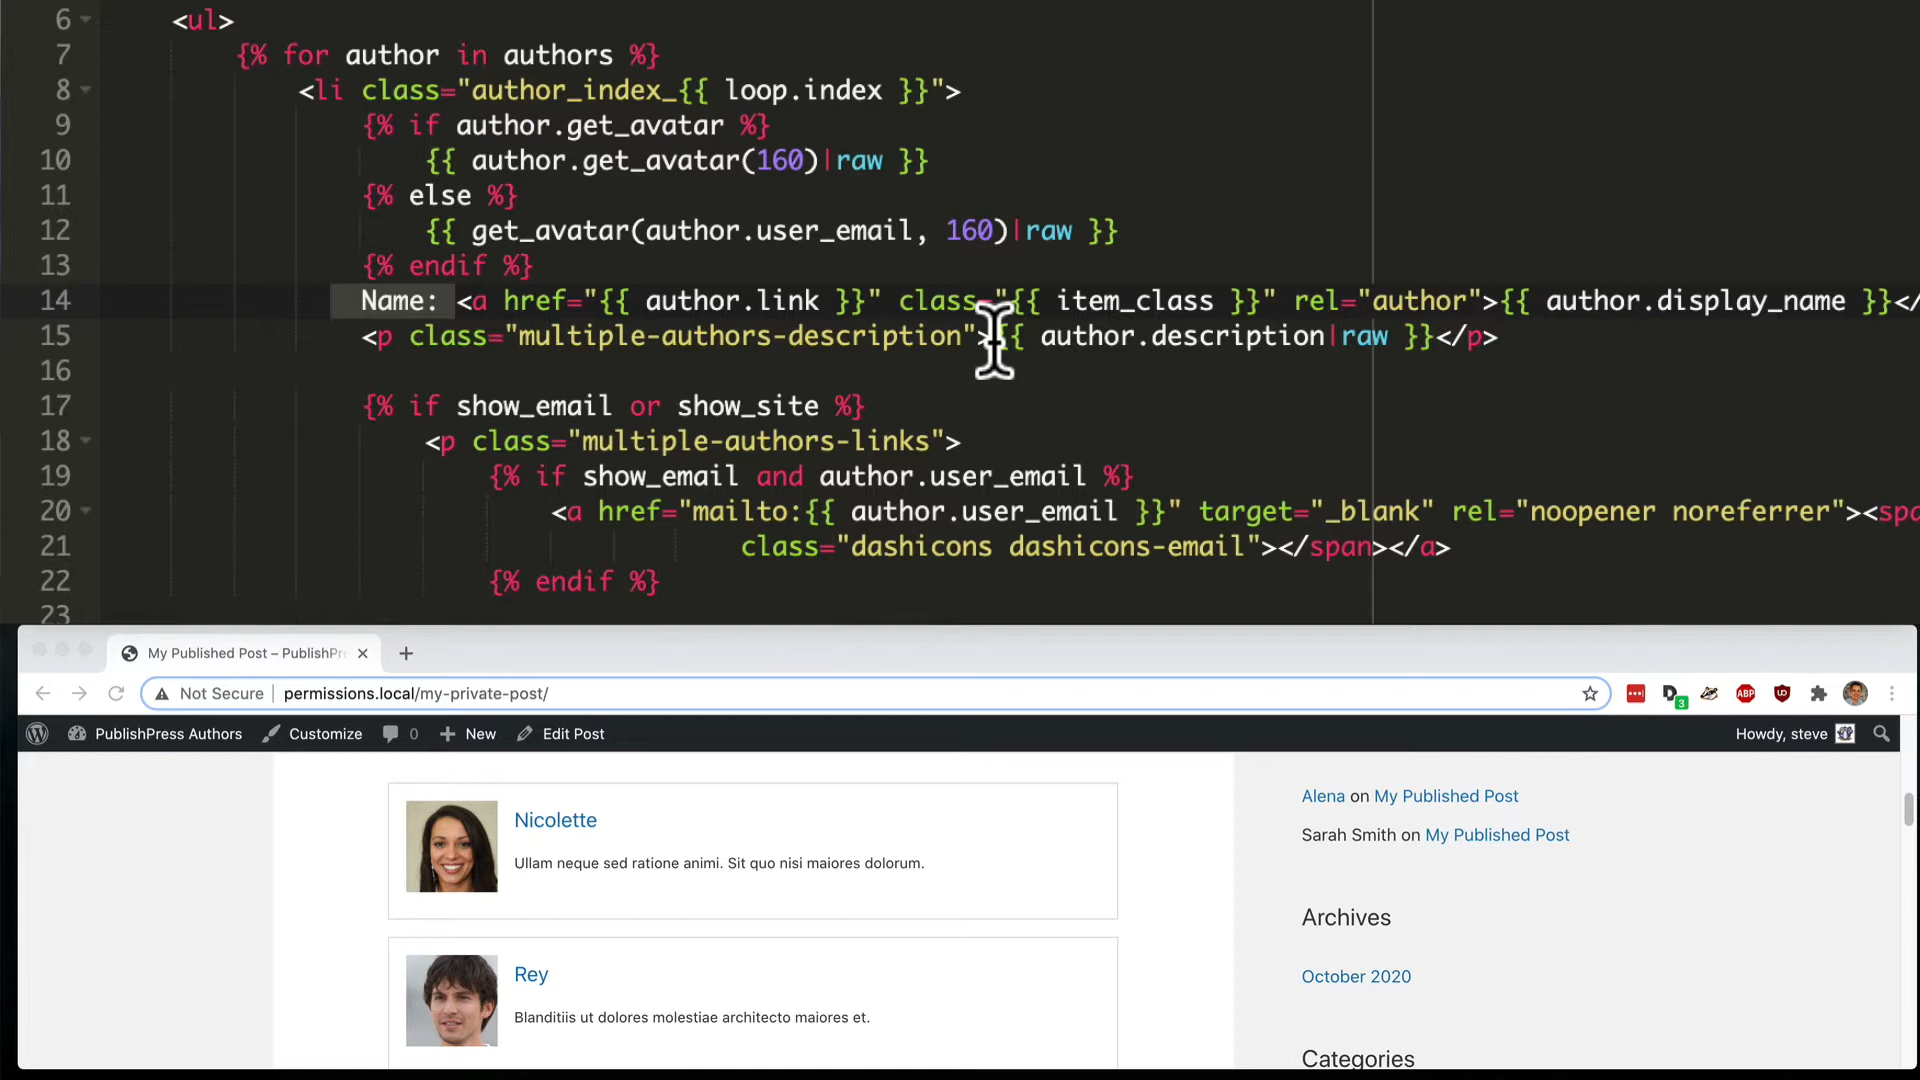 6 <ul>
7 {% for author in authors %}
8 <li class="author_index_{{ loop.index }}">
9 {% if author.get_avatar %}
10 {{ author.get_avatar(160)|raw }}
11 {% else %}
12 {{ get_avatar(author.user_email, 160)|raw }}
13 {% endif %}
14 Name: <a href="{{ author.link }}" class="{{ item_class }}" rel="author">{{ author.display_name }}</
15 <p class="multiple-authors-description">{{ author.description|raw }}</p>
16
17 {% if show_email or show_site %}
18 <p class="multiple-authors-links">
19 {% if show_email and author.user_email %}
20 <a href="mailto:{{ author.user_email }}" target="_blank" rel="noopener noreferrer"><spa
21 class="dashicons dashicons-email"></span></a>
22 {% endif %}
23
My Published Post – PublishPr
Not Secure permissions.local/my-private-post/
3
ABP
PublishPress Authors Customize 0 New Edit Post Howdy, steve
Nicolette
Ullam neque sed ratione animi. Sit quo nisi maiores dolorum.
Rey
Blanditiis ut dolores molestiae architecto maiores et.
Alena on My Published Post
Sarah Smith on My Published Post
Archives
October 2020
Categories